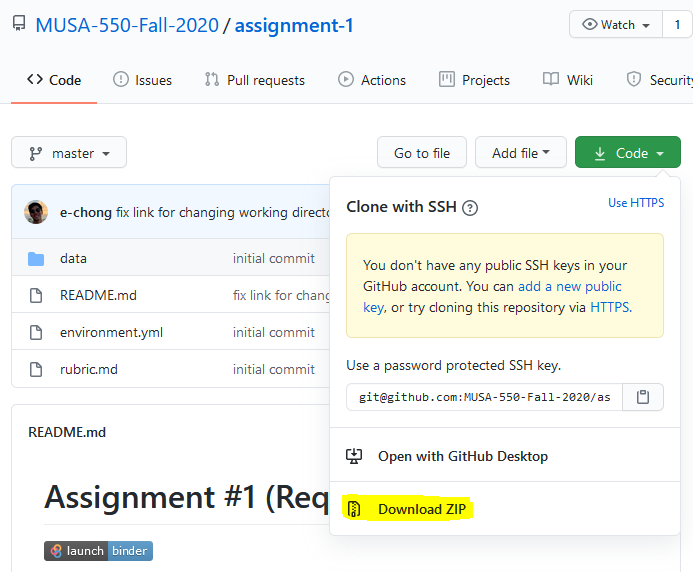 MUSA-550-Fall-2020 / assignment-1
Watch 1
Code Issues Pull requests Actions Projects Wiki Security
master Go to file Add file Code
e-chong fix link for changing working directo
data initial commit
README.md fix link for chang
environment.yml initial commit
rubric.md initial commit
Clone with SSH ? Use HTTPS
You don't have any public SSH keys in your
GitHub account. You can add a new public
key, or try cloning this repository via HTTPS.
Use a password protected SSH key.
git@github.com:MUSA-550-Fall-2020/as
Open with GitHub Desktop
Download ZIP
README.md
Assignment #1 (Req
launch binder